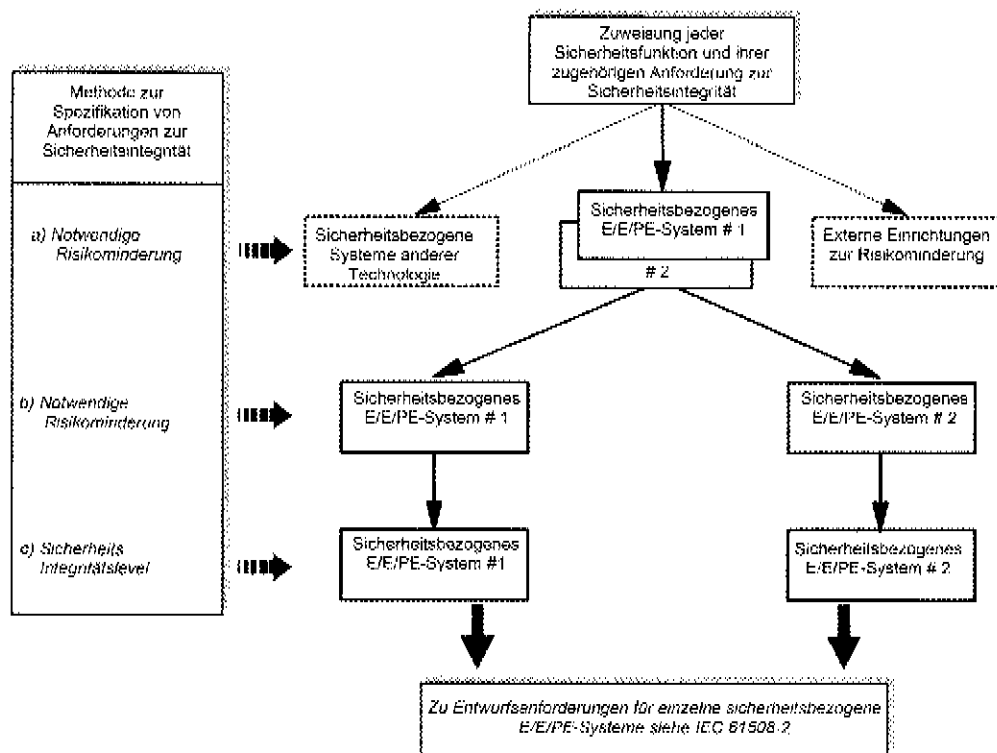 Zuweisung jeder
Sicherheitsfunktion und ihrer
zugehörigen Anforderung zur
Sicherheitsintegrität
Methode zur
Spezifikation von
Anforderungen zur
Sicherheitsintegrität
a) Notwendige
Risikominderung
Sicherheitsbezogene
Systeme anderer
Technologie
Sicherheitsbezogenes
E/E/PE-System # 1
# 2
Externe Einrichtungen
zur Risikominderung
b) Notwendige
Risikominderung
Sicherheitsbezogenes
E/E/PE-System # 1
Sicherheitsbezogenes
E/E/PE-System # 2
c) Sicherheits
Integritätslevel
Sicherheitsbezogenes
E/E/PE-System #1
Sicherheitsbezogenes
E/E/PE-System # 2
Zu Entwurfsanforderungen für einzelne sicherheitsbezogene
E/E/PE-Systeme siehe IEC 61508-2